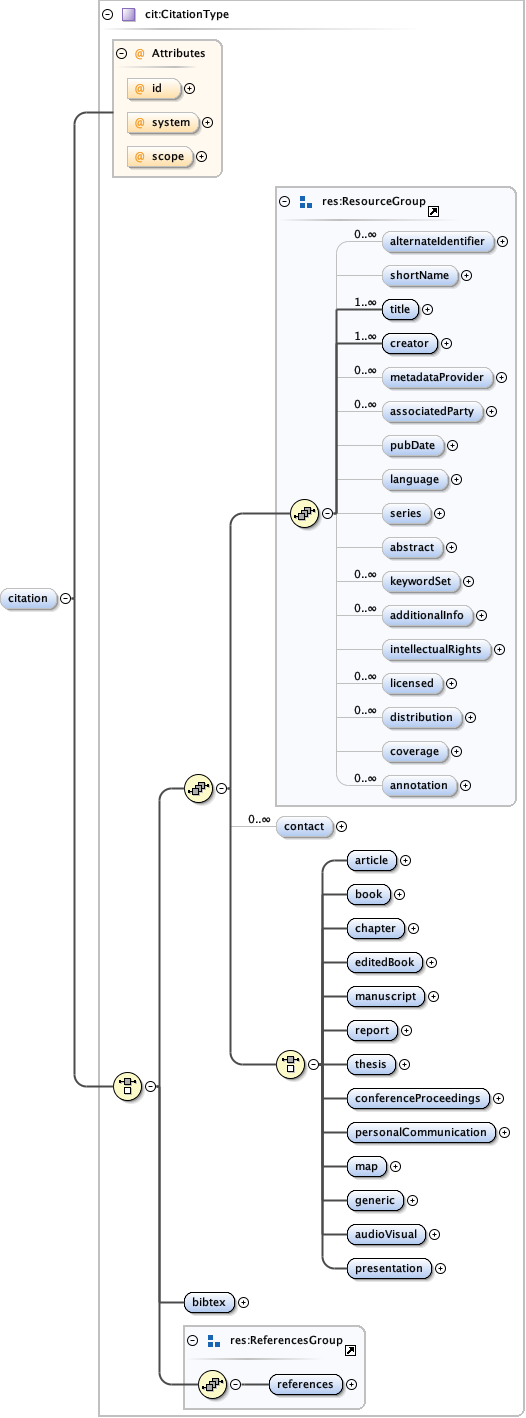 cit:CitationType
@ Attributes
@ id
@ system
@ scope
res:ResourceGroup
0..∞ alternateIdentifier
shortName
1..∞ title
1..∞ creator
0..∞ metadataProvider
0..∞ associatedParty
pubDate
language
series
abstract
0..∞ keywordSet
citation
0..∞ additionalInfo
intellectualRights
0..∞ licensed
0..∞ distribution
coverage
0..∞ annotation
0..∞ contact
article
book
chapter
editedBook
manuscript
report
thesis
conferenceProceedings
personalCommunication
map
generic
audioVisual
presentation
bibtex
res:ReferencesGroup
references